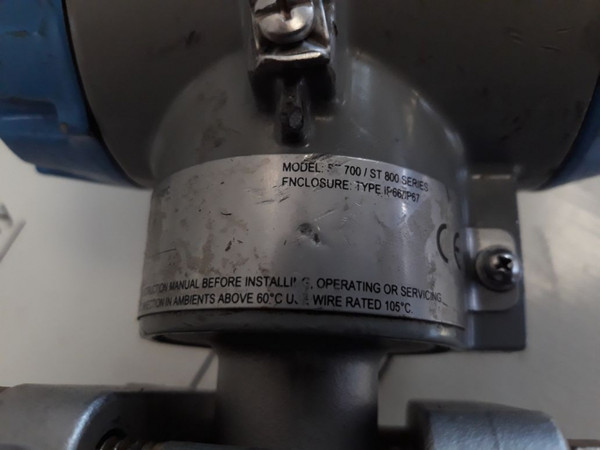 MODEL: ST 700 / ST 800 SERIES
ENCLOSURE: TYPE IP66/IP67
CE
MANUAL BEFORE INSTALLING, OPERATING OR SERVICING
IN AMBIENTS ABOVE 60°C USE WIRE RATED 105°C.